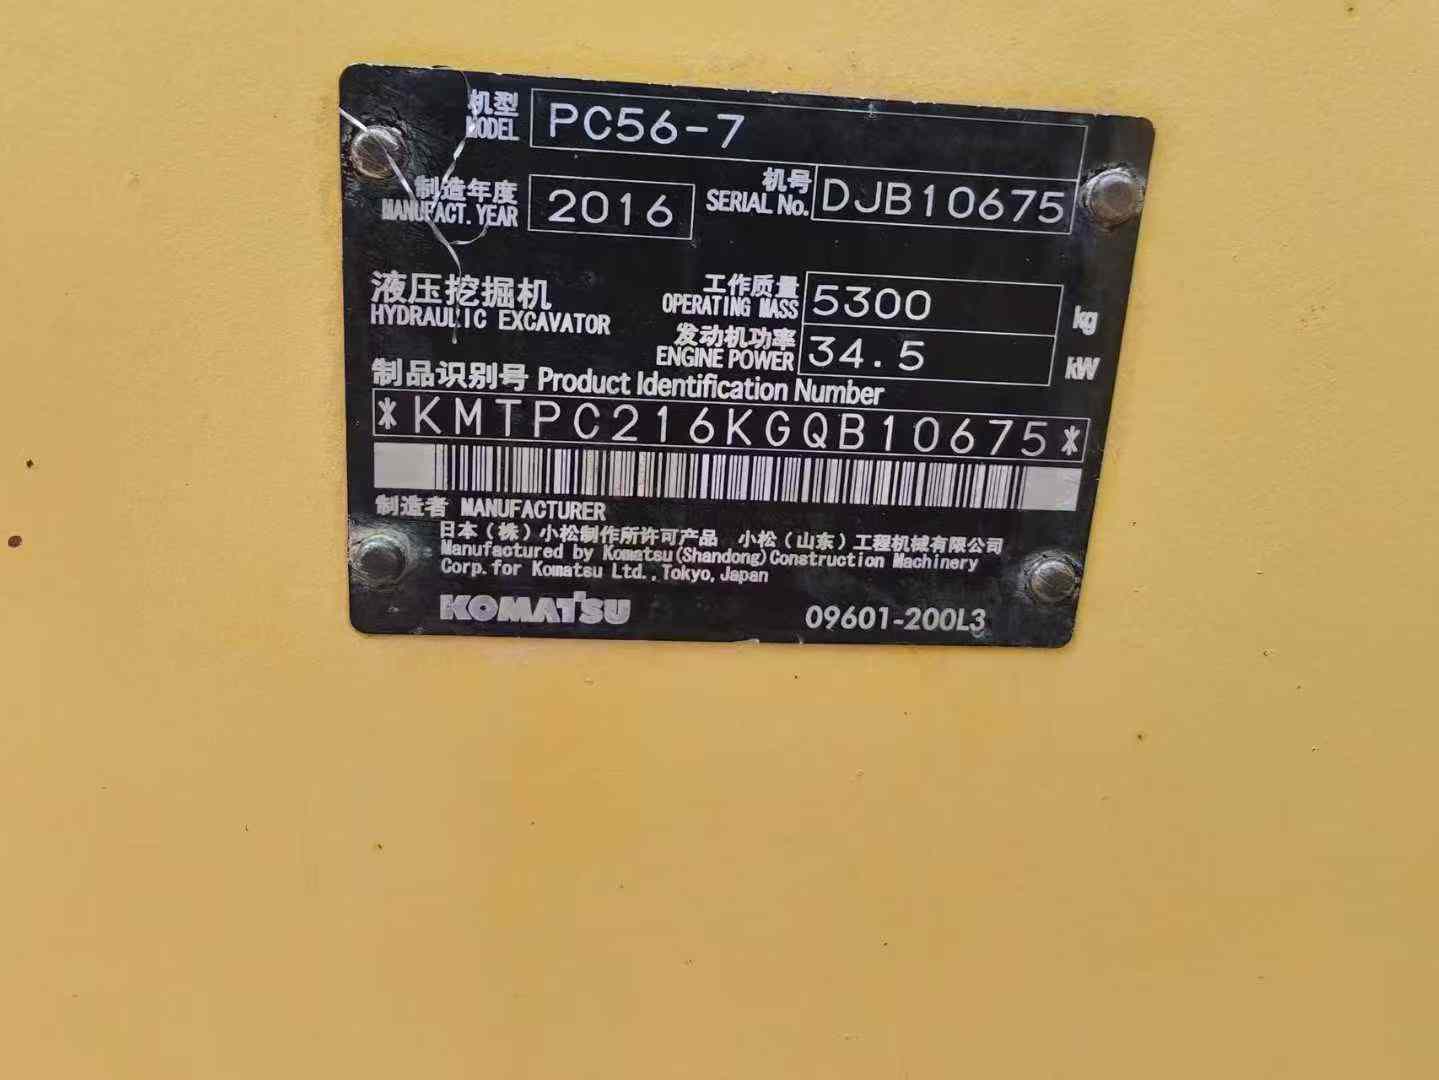 机型
MODEL PC56-7
制造年度 机号
MANUFACT. YEAR 2016 SERIAL No. DJB10675
液压挖掘机 工作质量
HYDRAULIC EXCAVATOR OPERATING MASS 5300 kg
发动机功率
ENGINE POWER 34.5 kW
制品识别号 Product Identification Number
*KMTPC216KGQB10675*
制造者 MANUFACTURER
日本（株）小松制作所许可产品 小松（山东）工程机械有限公司
Manufactured by Komatsu(Shandong)Construction Machinery
Corp. for Komatsu Ltd., Tokyo, Japan
KOMATSU 09601-200L3